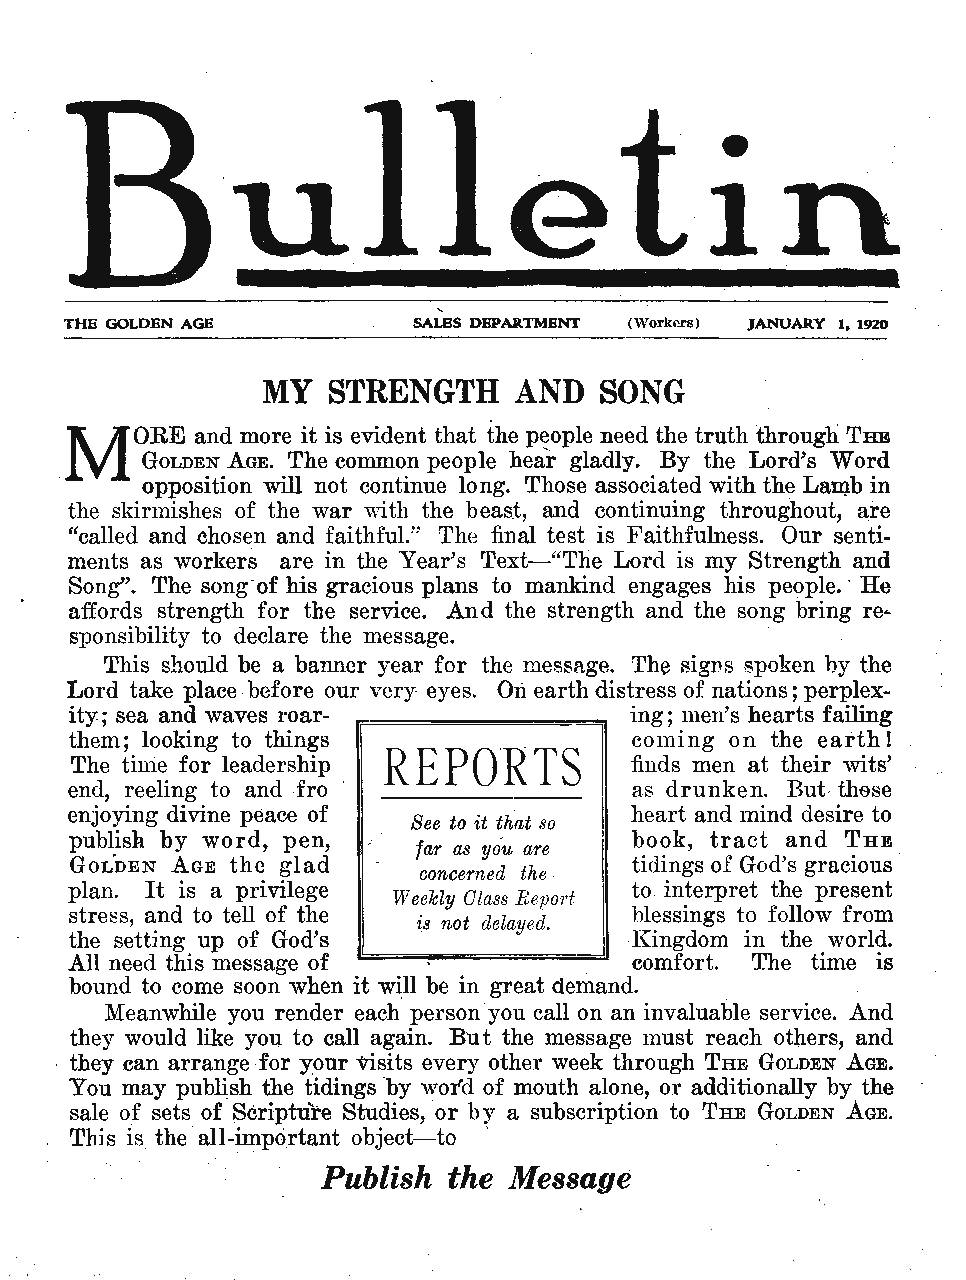 Bulletin
THE GOLDEN AGE SALES DEPARTMENT (Workers) JANUARY 1, 1920
MY STRENGTH AND SONG
MORE and more it is evident that the people need the truth through THE
GOLDEN AGE. The common people hear gladly. By the Lord's Word
opposition will not continue long. Those associated with the Lamb in
the skirmishes of the war with the beast, and continuing throughout, are
“called and chosen and faithful.” The final test is Faithfulness. Our senti-
ments as workers are in the Year's Text—“The Lord is my Strength and
Song”. The song of his gracious plans to mankind engages his people. He
affords strength for the service. And the strength and the song bring re-
sponsibility to declare the message.
This should be a banner year for the message. The signs spoken by the
Lord take place before our very eyes. On earth distress of nations; perplex-
ity; sea and waves roar- ing; men's hearts failing
them; looking to things coming on the earth!
The time for leadership finds men at their wits'
end, reeling to and fro as drunken. But those
enjoying divine peace of heart and mind desire to
publish by word, pen, book, tract and THE
GOLDEN AGE the glad tidings of God's gracious
plan. It is a privilege to interpret the present
stress, and to tell of the blessings to follow from
the setting up of God's Kingdom in the world.
All need this message of comfort. The time is
REPORTS
See to it that so
far as you are
concerned the
Weekly Class Report
is not delayed.
bound to come soon when it will be in great demand.
Meanwhile you render each person you call on an invaluable service. And
they would like you to call again. But the message must reach others, and
they can arrange for your visits every other week through THE GOLDEN AGE.
You may publish the tidings by word of mouth alone, or additionally by the
sale of sets of Scripture Studies, or by a subscription to THE GOLDEN AGE.
This is the all-important object—to
Publish the Message